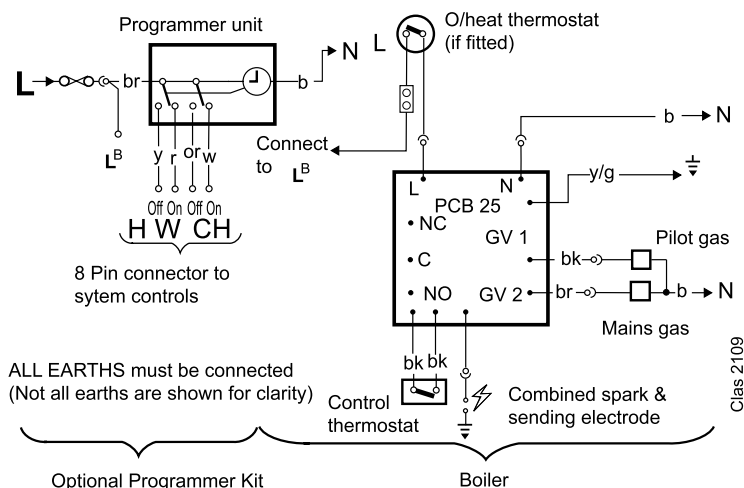 Programmer unit
O/heat thermostat
(if fitted)
L
N
L
br
b
Connect
to LB
LB
y r or w
Off On Off On
H W CH
8 Pin connector to
sytem controls
b
N
L
N
y/g
PCB 25
NC
GV 1
C
bk
Pilot gas
NO
GV 2
br
b
N
Mains gas
bk bk
ALL EARTHS must be connected
(Not all earths are shown for clarity)
Control
thermostat
Combined spark &
sending electrode
Clas 2109
Optional Programmer Kit
Boiler